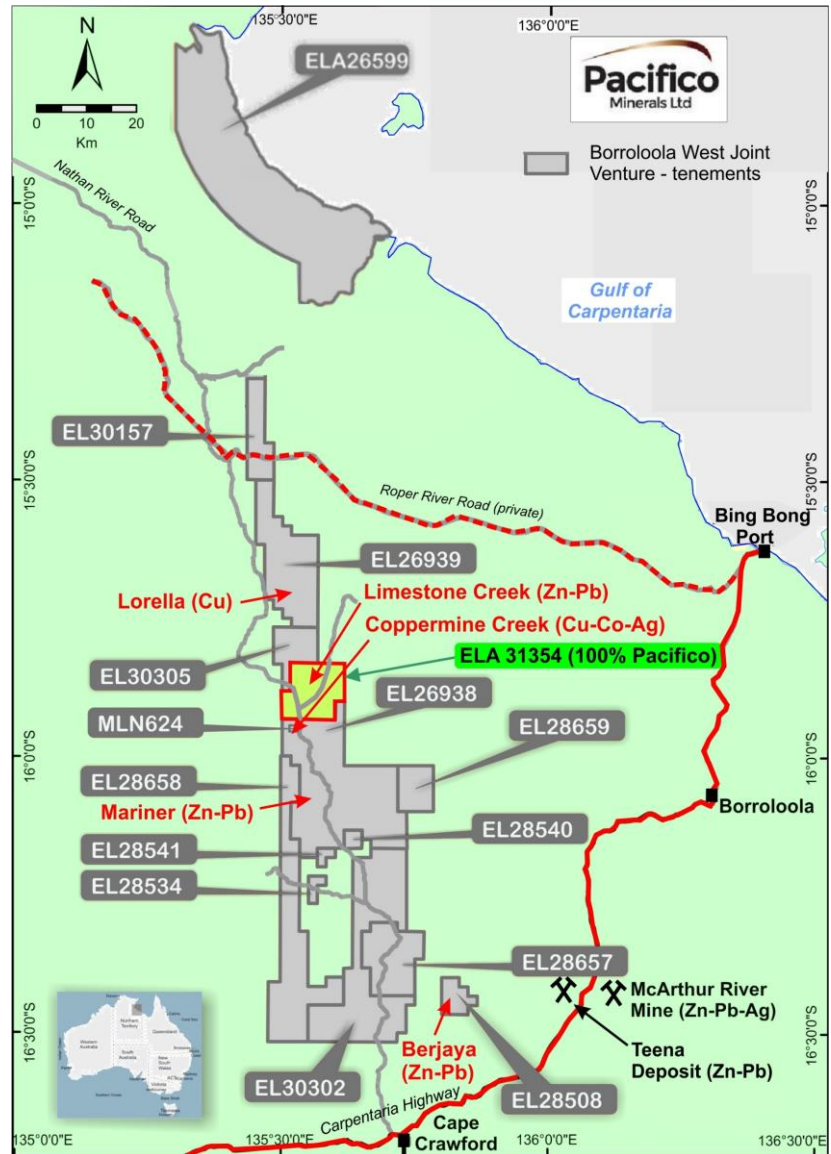 135°30'0"E
136°0'0"E
N
0 10 20
Km
ELA26599
Pacifico
Minerals Ltd
Borroloola West Joint
Venture - tenements
Nathan River Road
15°0'0"S
15°0'0"S
Gulf of
Carpentaria
EL30157
15°30'0"S
15°30'0"S
Roper River Road (private)
Bing Bong
Port
EL26939
Lorella (Cu)
Limestone Creek (Zn-Pb)
Coppermine Creek (Cu-Co-Ag)
ELA 31354 (100% Pacifico)
EL30305
EL26938
MLN624
EL28659
16°0'0"S
16°0'0"S
EL28658
Mariner (Zn-Pb)
Borroloola
EL28540
EL28541
EL28534
EL28657
McArthur River
Mine (Zn-Pb-Ag)
16°30'0"S
16°30'0"S
Teena
Deposit (Zn-Pb)
Berjaya
(Zn-Pb)
EL30302
EL28508
Carpentaria Highway
Cape
Crawford
135°0'0"E
135°30'0"E
136°0'0"E
136°30'0"E